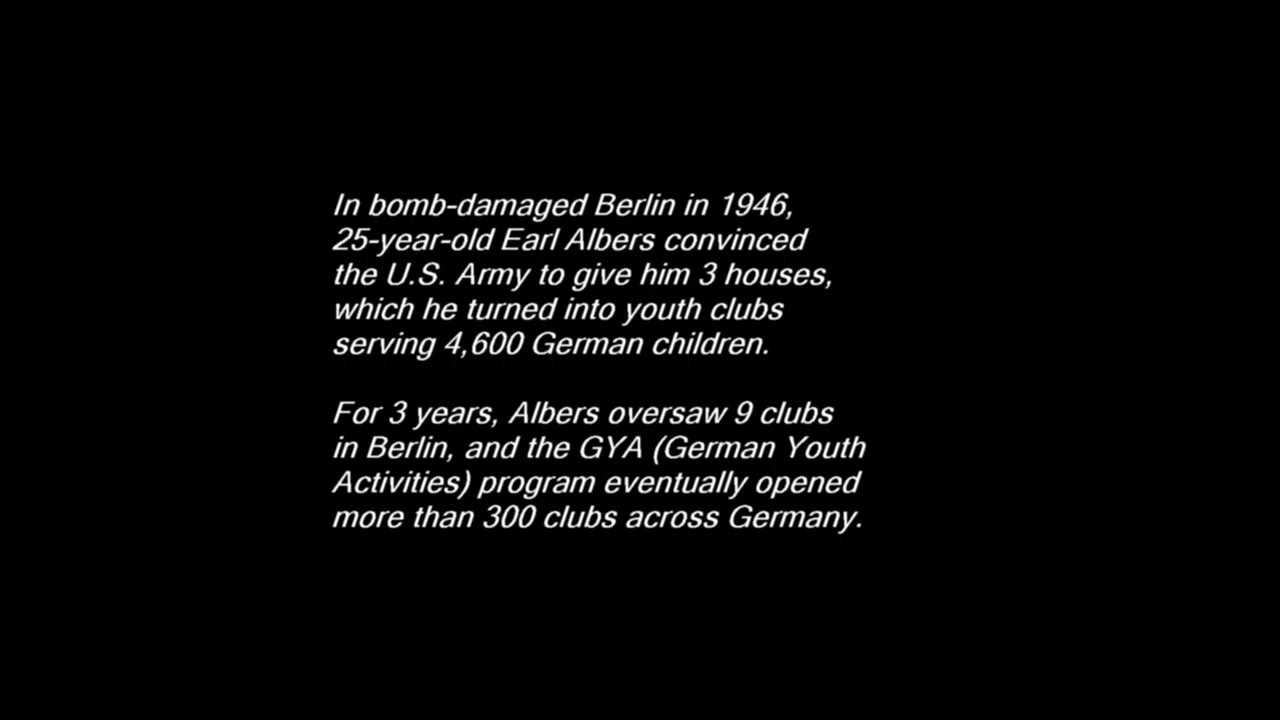 In bomb-damaged Berlin in 1946,
25-year-old Earl Albers convinced
the U.S. Army to give him 3 houses,
which he turned into youth clubs
serving 4,600 German children.
For 3 years, Albers oversaw 9 clubs
in Berlin, and the GYA (German Youth
Activities) program eventually opened
more than 300 clubs across Germany.